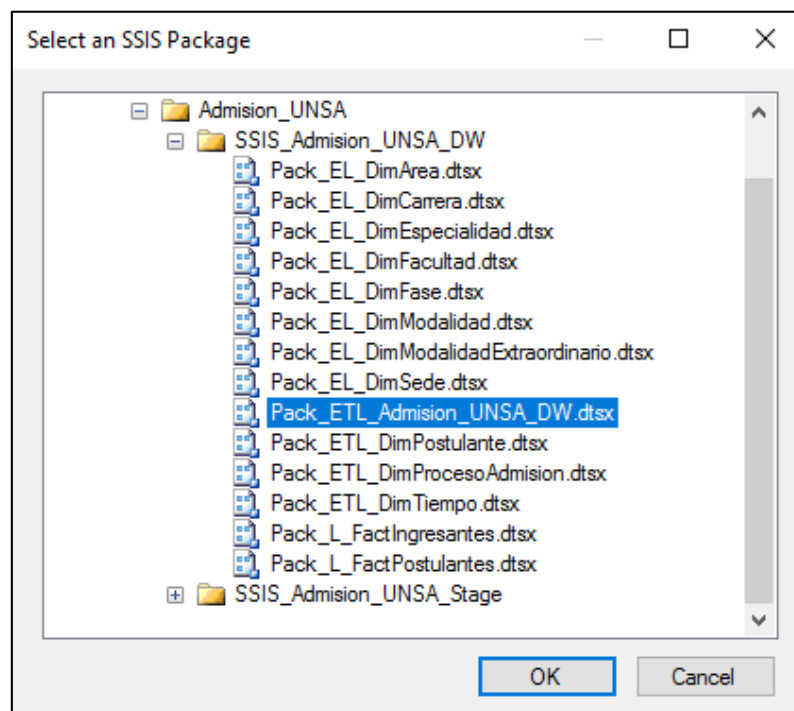 Select an SSIS Package
Admision_UNSA
SSIS_Admision_UNSA_DW
Pack_EL_DimArea.dtsx
Pack_EL_DimCarrera.dtsx
Pack_EL_DimEspecialidad.dtsx
Pack_EL_DimFacultad.dtsx
Pack_EL_DimFase.dtsx
Pack_EL_DimModalidad.dtsx
Pack_EL_DimModalidadExtraordinario.dtsx
Pack_EL_DimSede.dtsx
Pack_ETL_Admision_UNSA_DW.dtsx
Pack_ETL_DimPostulante.dtsx
Pack_ETL_DimProcesoAdmision.dtsx
Pack_ETL_DimTiempo.dtsx
Pack_L_FactIngresantes.dtsx
Pack_L_FactPostulantes.dtsx
SSIS_Admision_UNSA_Stage
OK Cancel